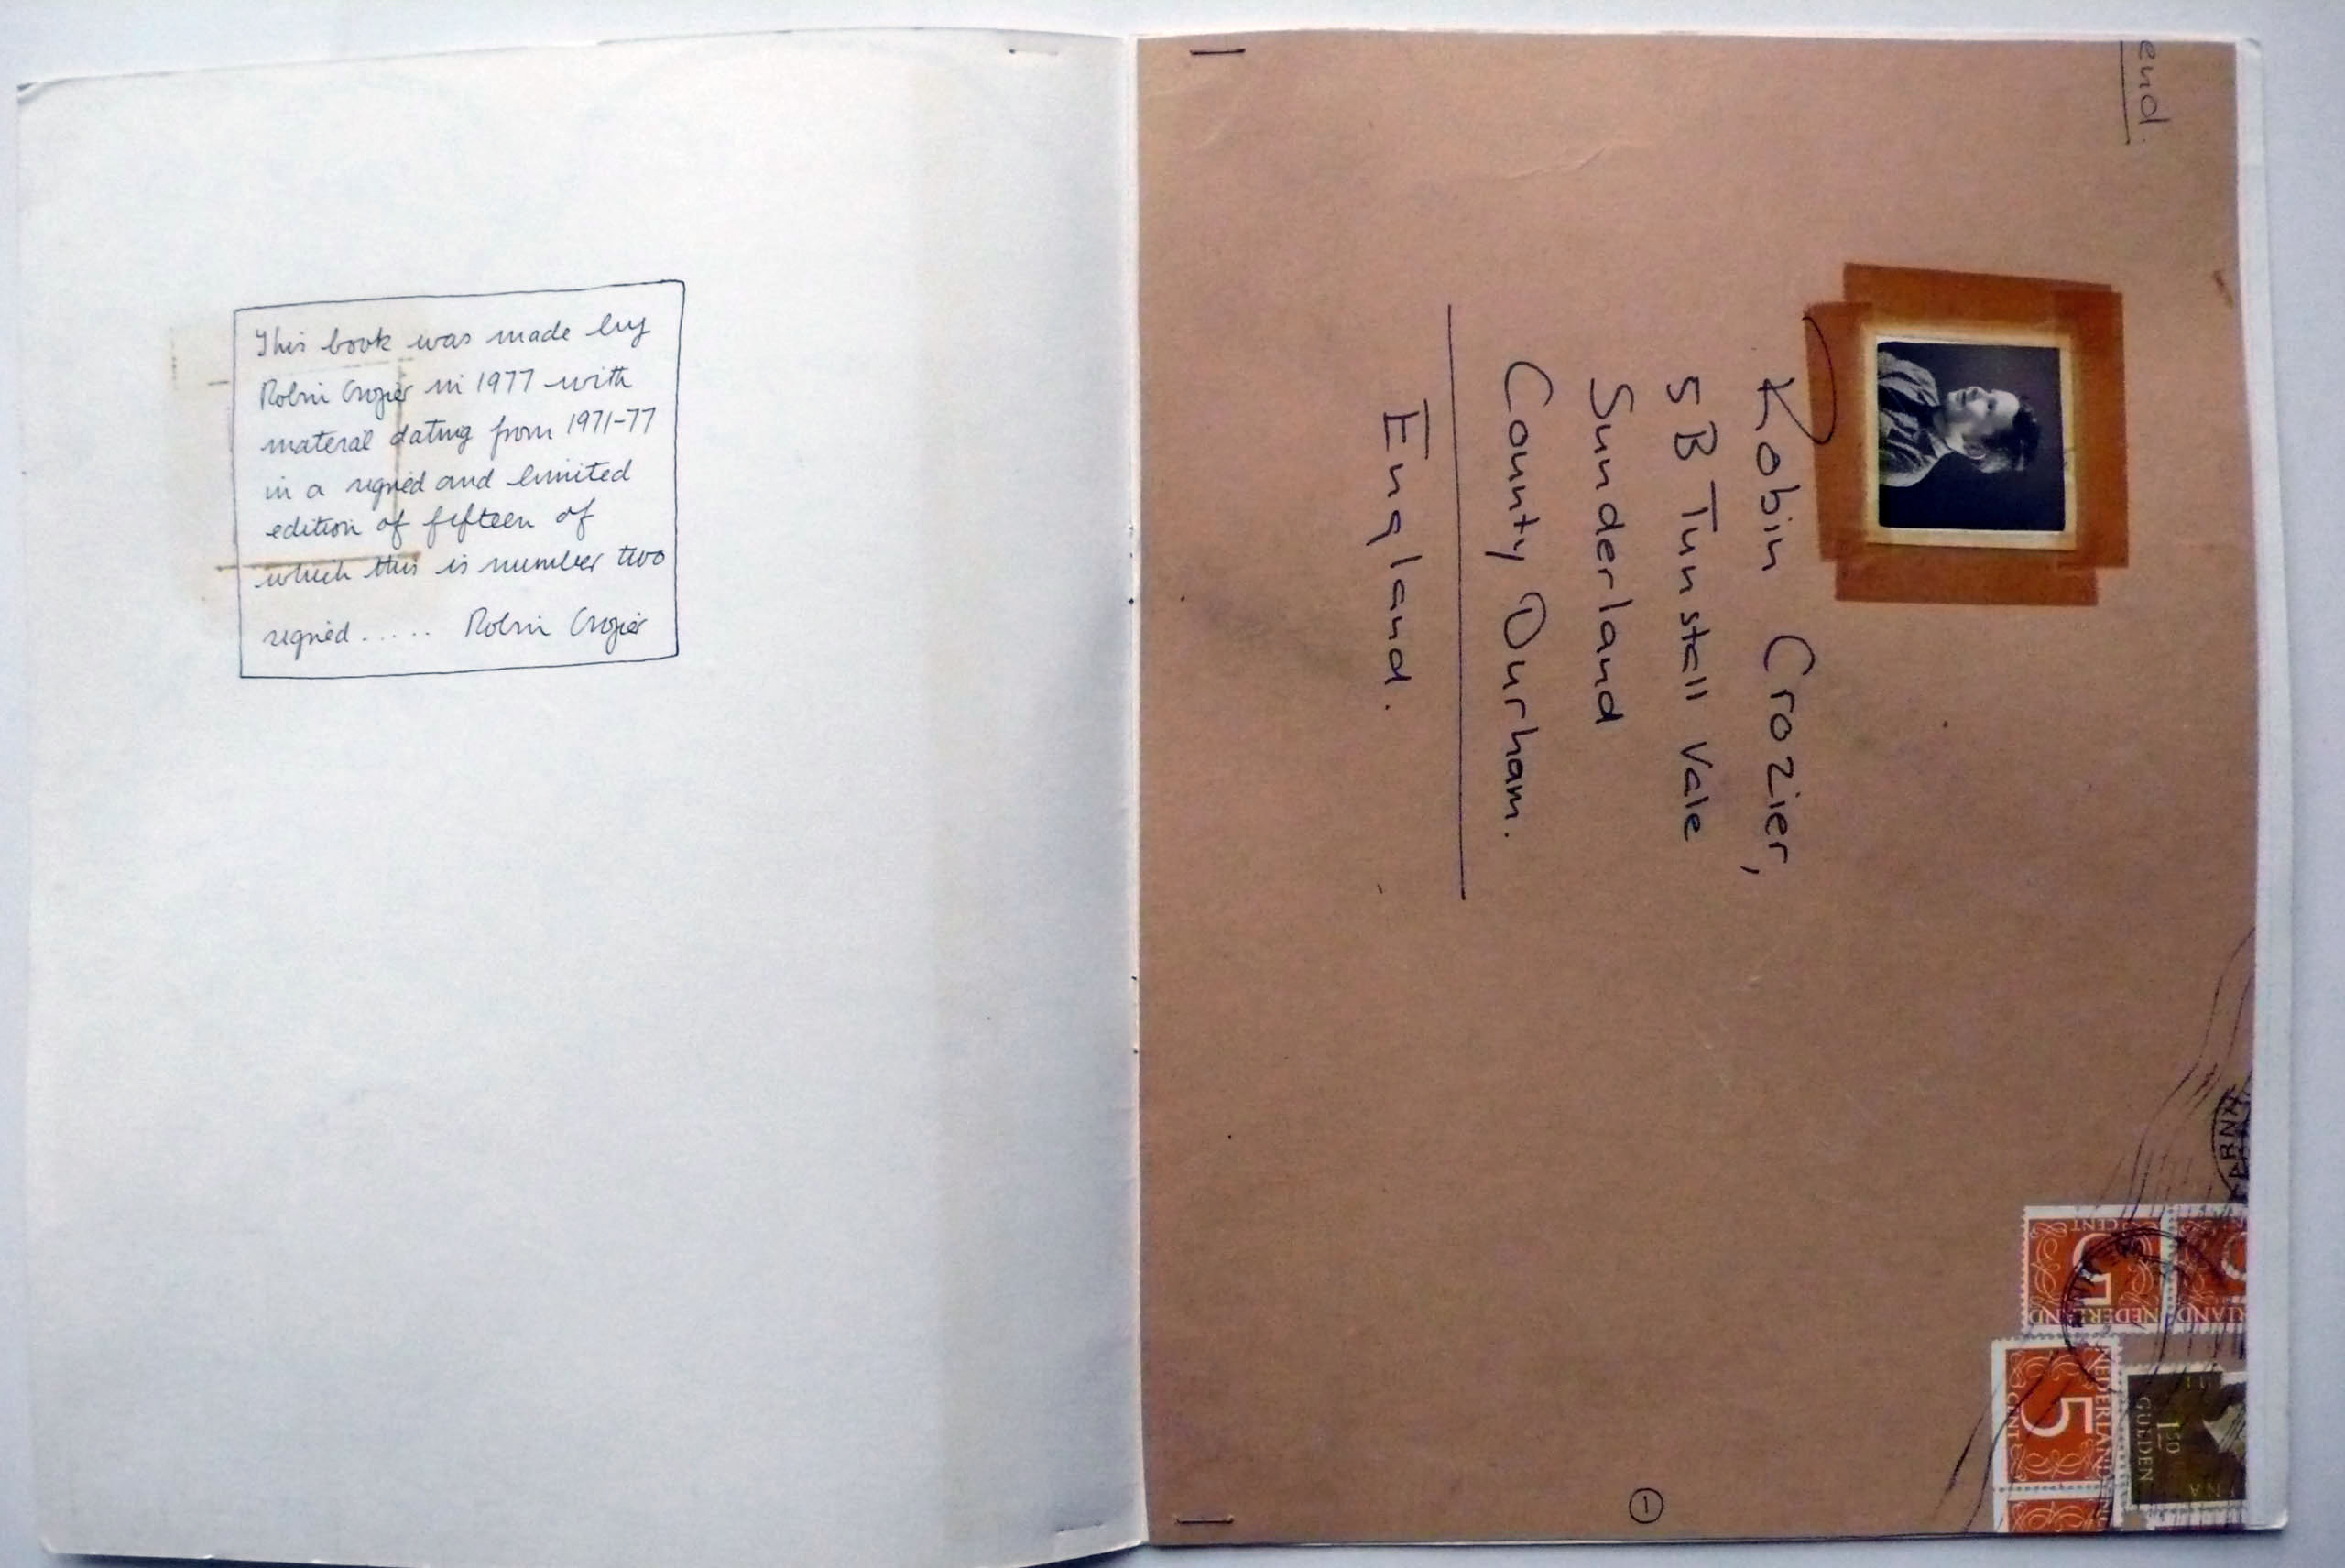 This book was made by
Robin Crozier in 1977 with
material dating from 1971-77
in a signed and limited
edition of fifteen of
which this is number two
signed ..... Robin Crozier
end.
Robin Crozier,
5B Tunstall Vale
Sunderland
County Durham.
England.
CENT
5
NEDERLAND
NEDERLAND
5
CENT
1.50
GULDEN
1